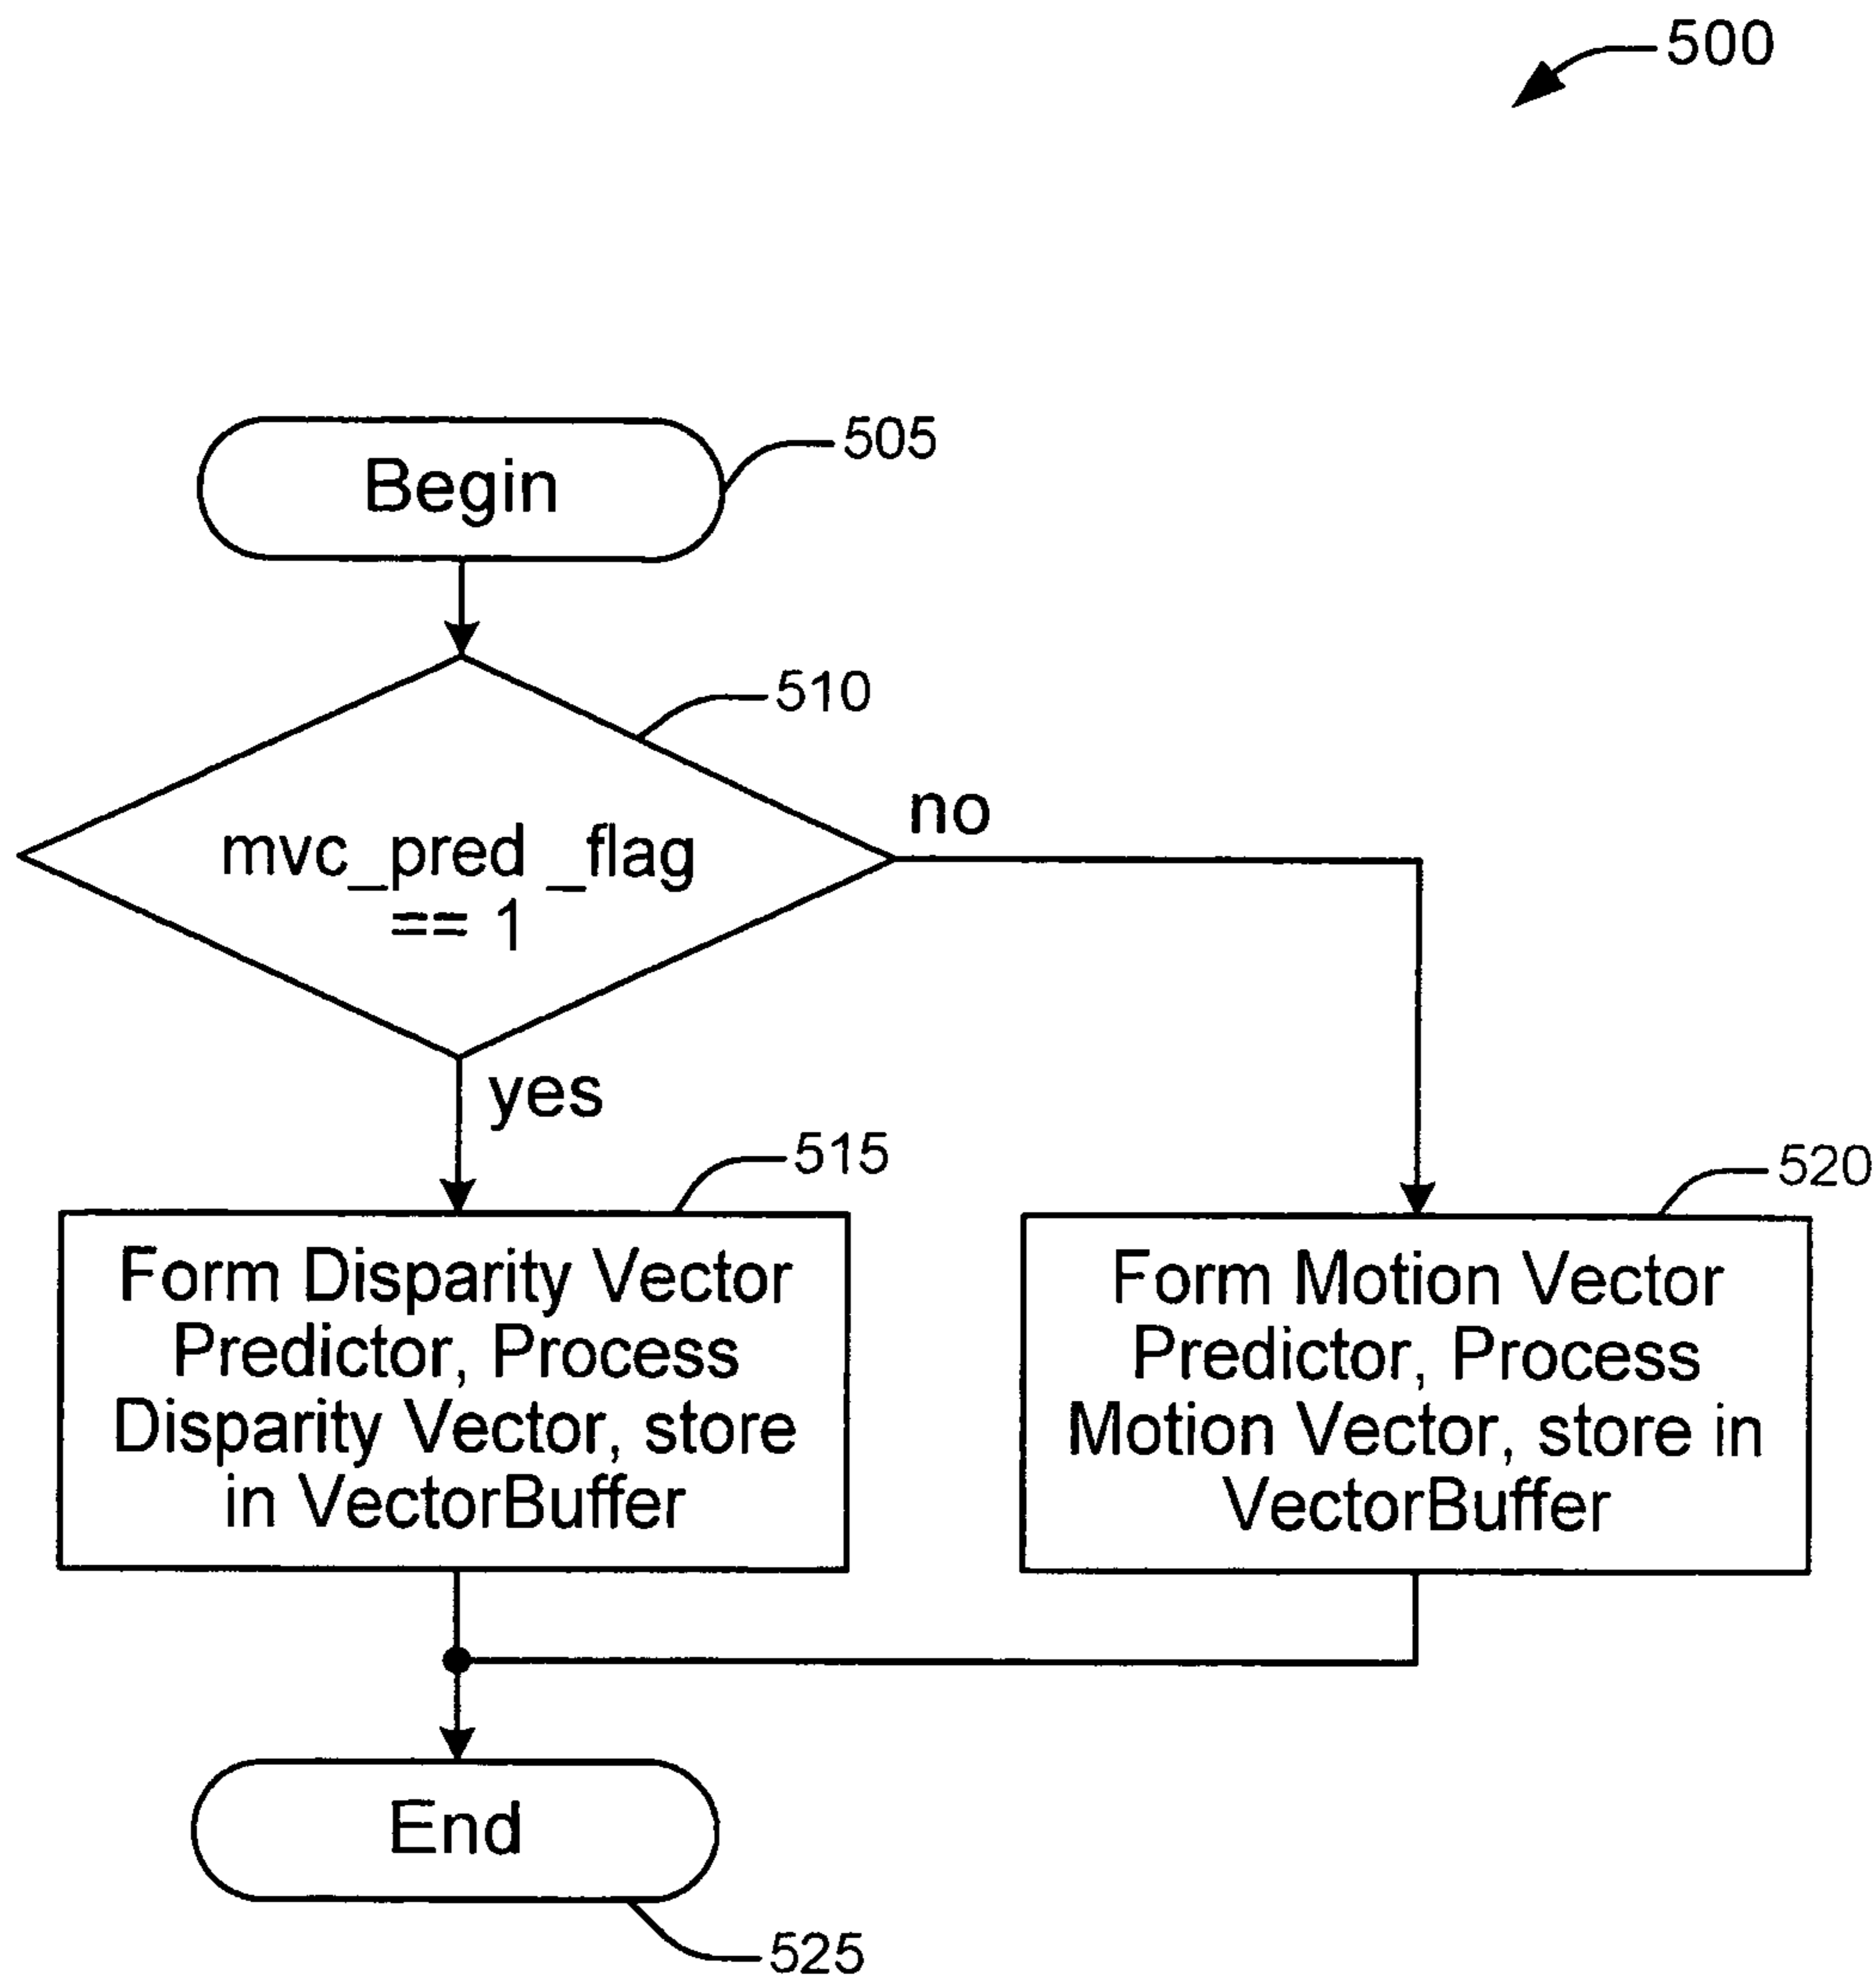 500
Begin
505
510
mvc_pred _flag
== 1
no
yes
515
Form Disparity Vector
Predictor, Process
Disparity Vector, store
in VectorBuffer
520
Form Motion Vector
Predictor, Process
Motion Vector, store in
VectorBuffer
End
525